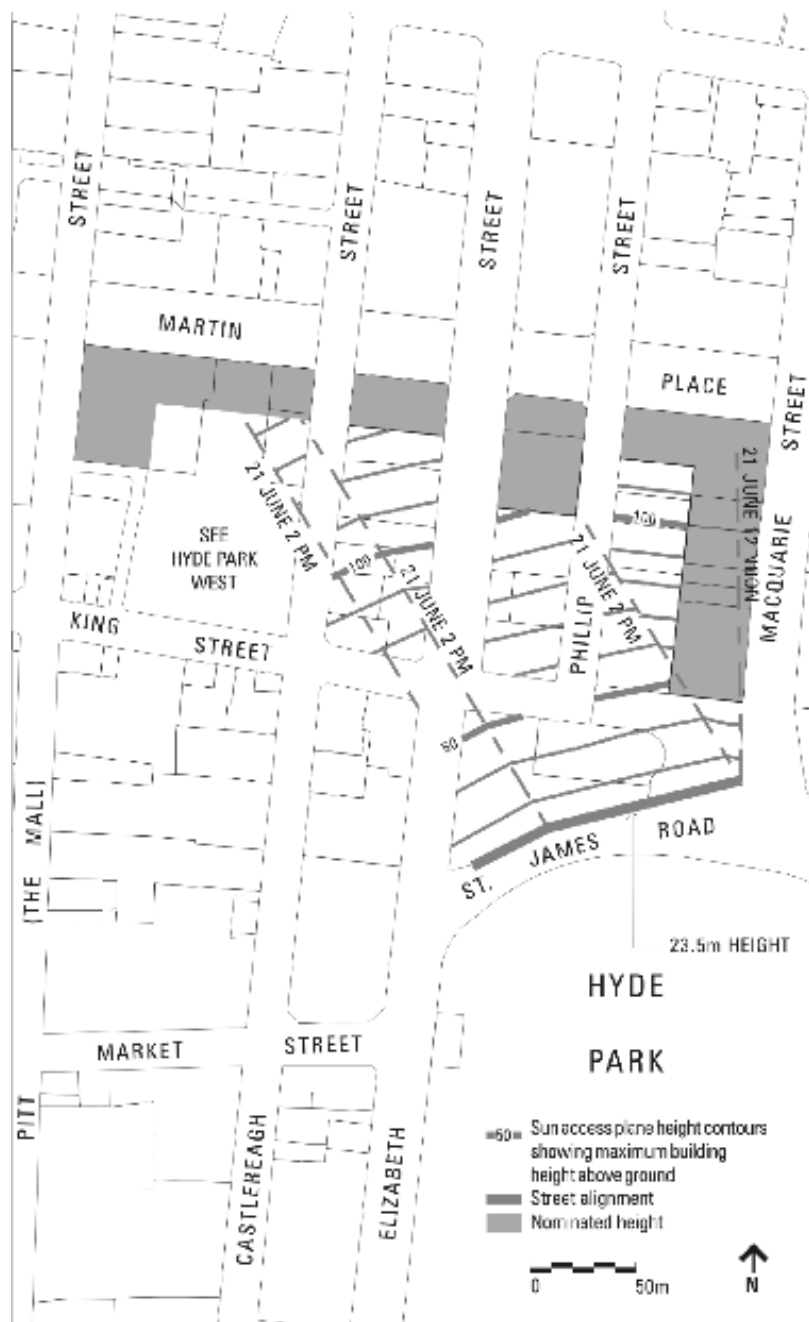 STREET
STREET
STREET
STREET
MARTIN
PLACE
STREET
21 JUNE 2 PM
21 JUNE 12 NOON
100
SEE
HYDE PARK
WEST
21 JUNE 2 PM
21 JUNE 2 PM
MACQUARIE
PHILLIP
KING
STREET
(THE MALL)
ST. JAMES ROAD
23.5m HEIGHT
HYDE
PARK
MARKET STREET
PITT
CASTLEREAGH
ELIZABETH
50 Sun access plane height contours
showing maximum building
height above ground
Street alignment
Nominated height
0 50m
N